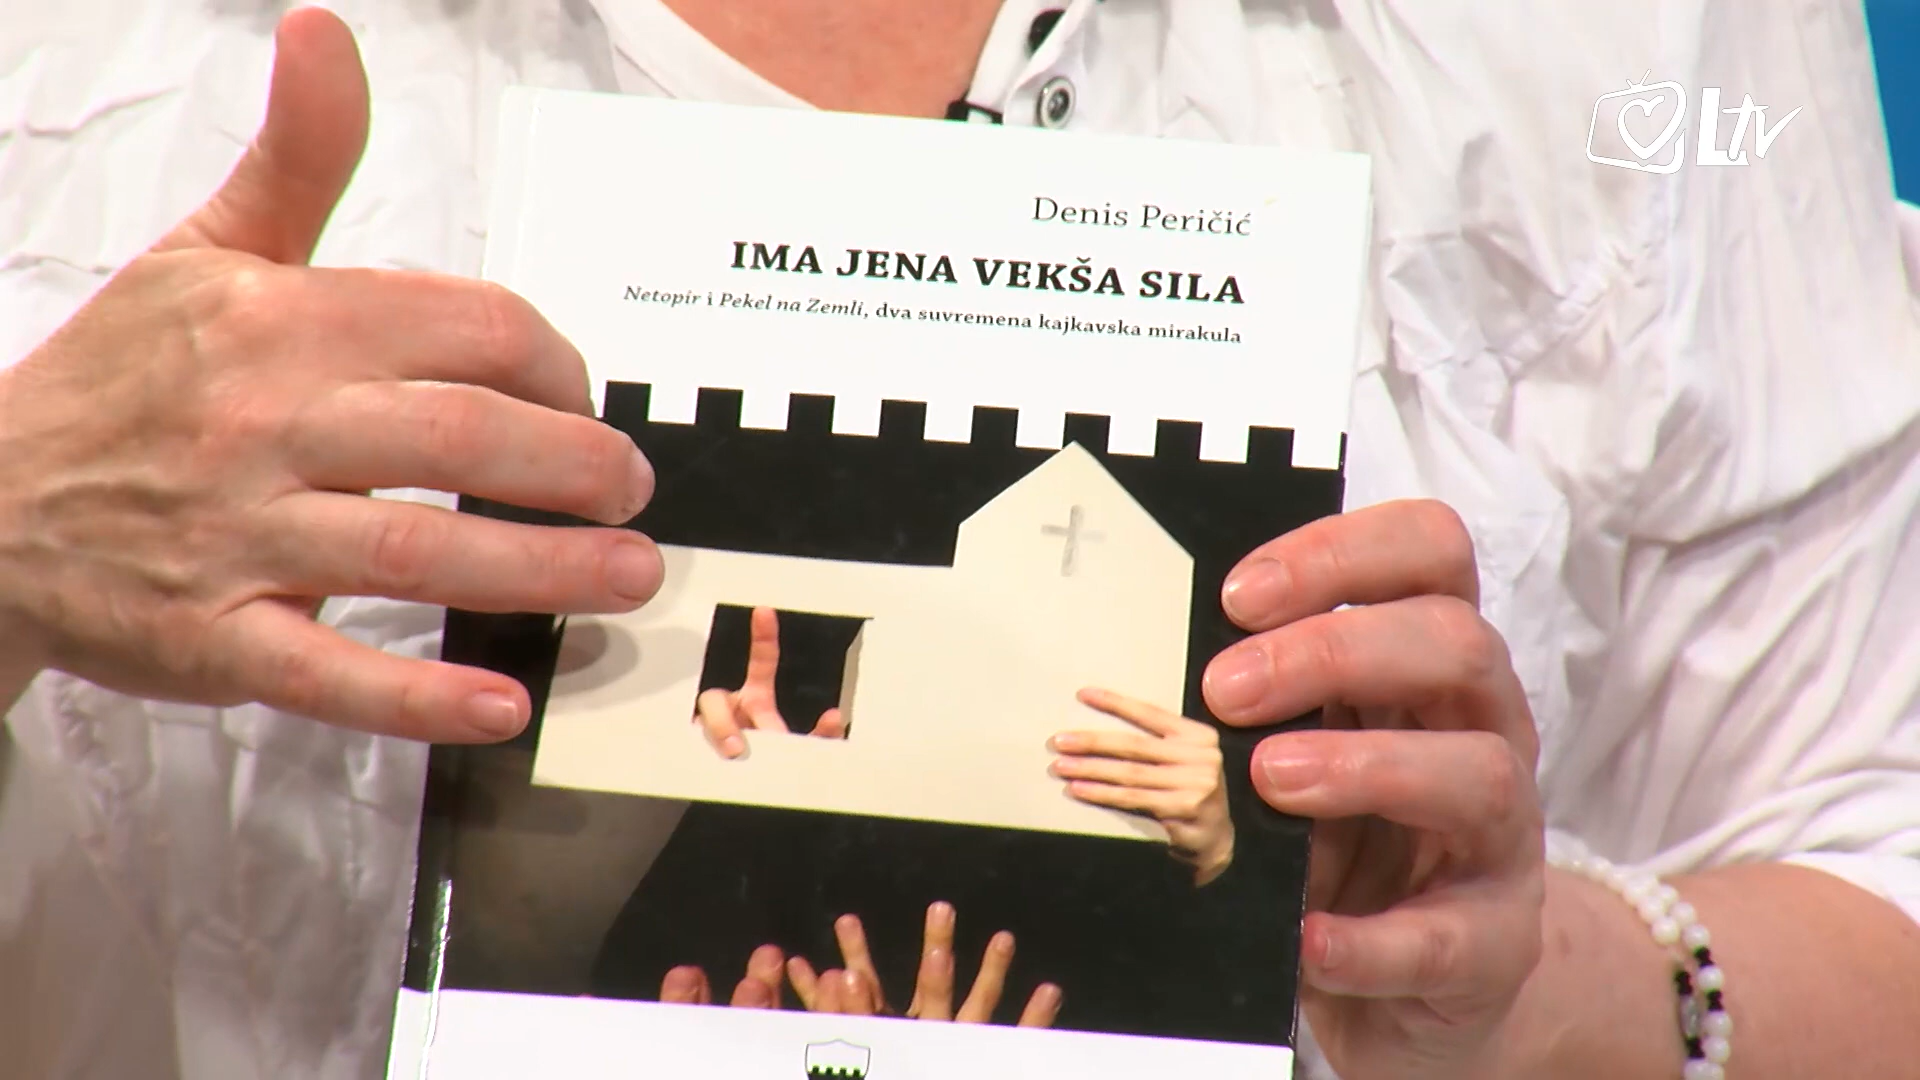 LTV
Denis Peričić
IMA JENA VEKŠA SILA
Netopir i Pekel na Zemli, dva suvremena kajkavska mirakula